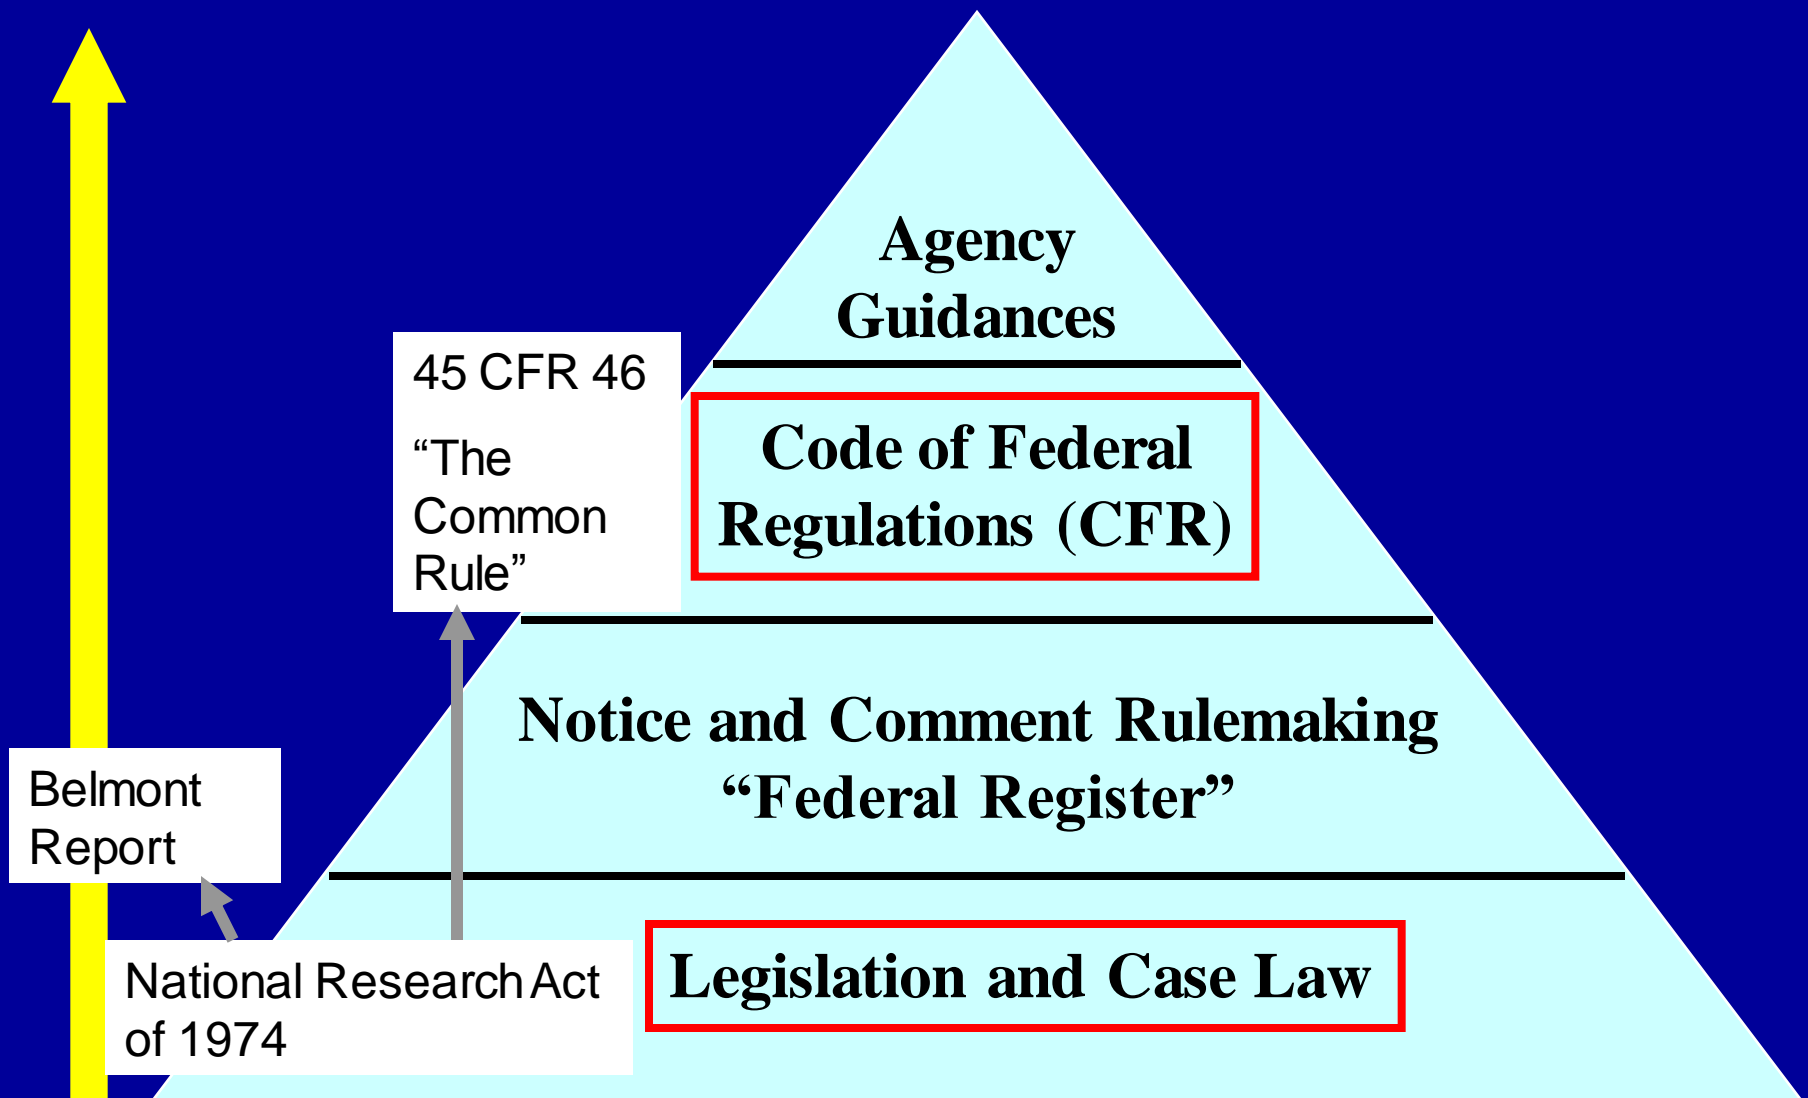 Agency
Guidances
45 CFR 46
“The
Common
Rule”
Code of Federal
Regulations (CFR)
Notice and Comment Rulemaking
“Federal Register”
Belmont
Report
National Research Act
of 1974
Legislation and Case Law